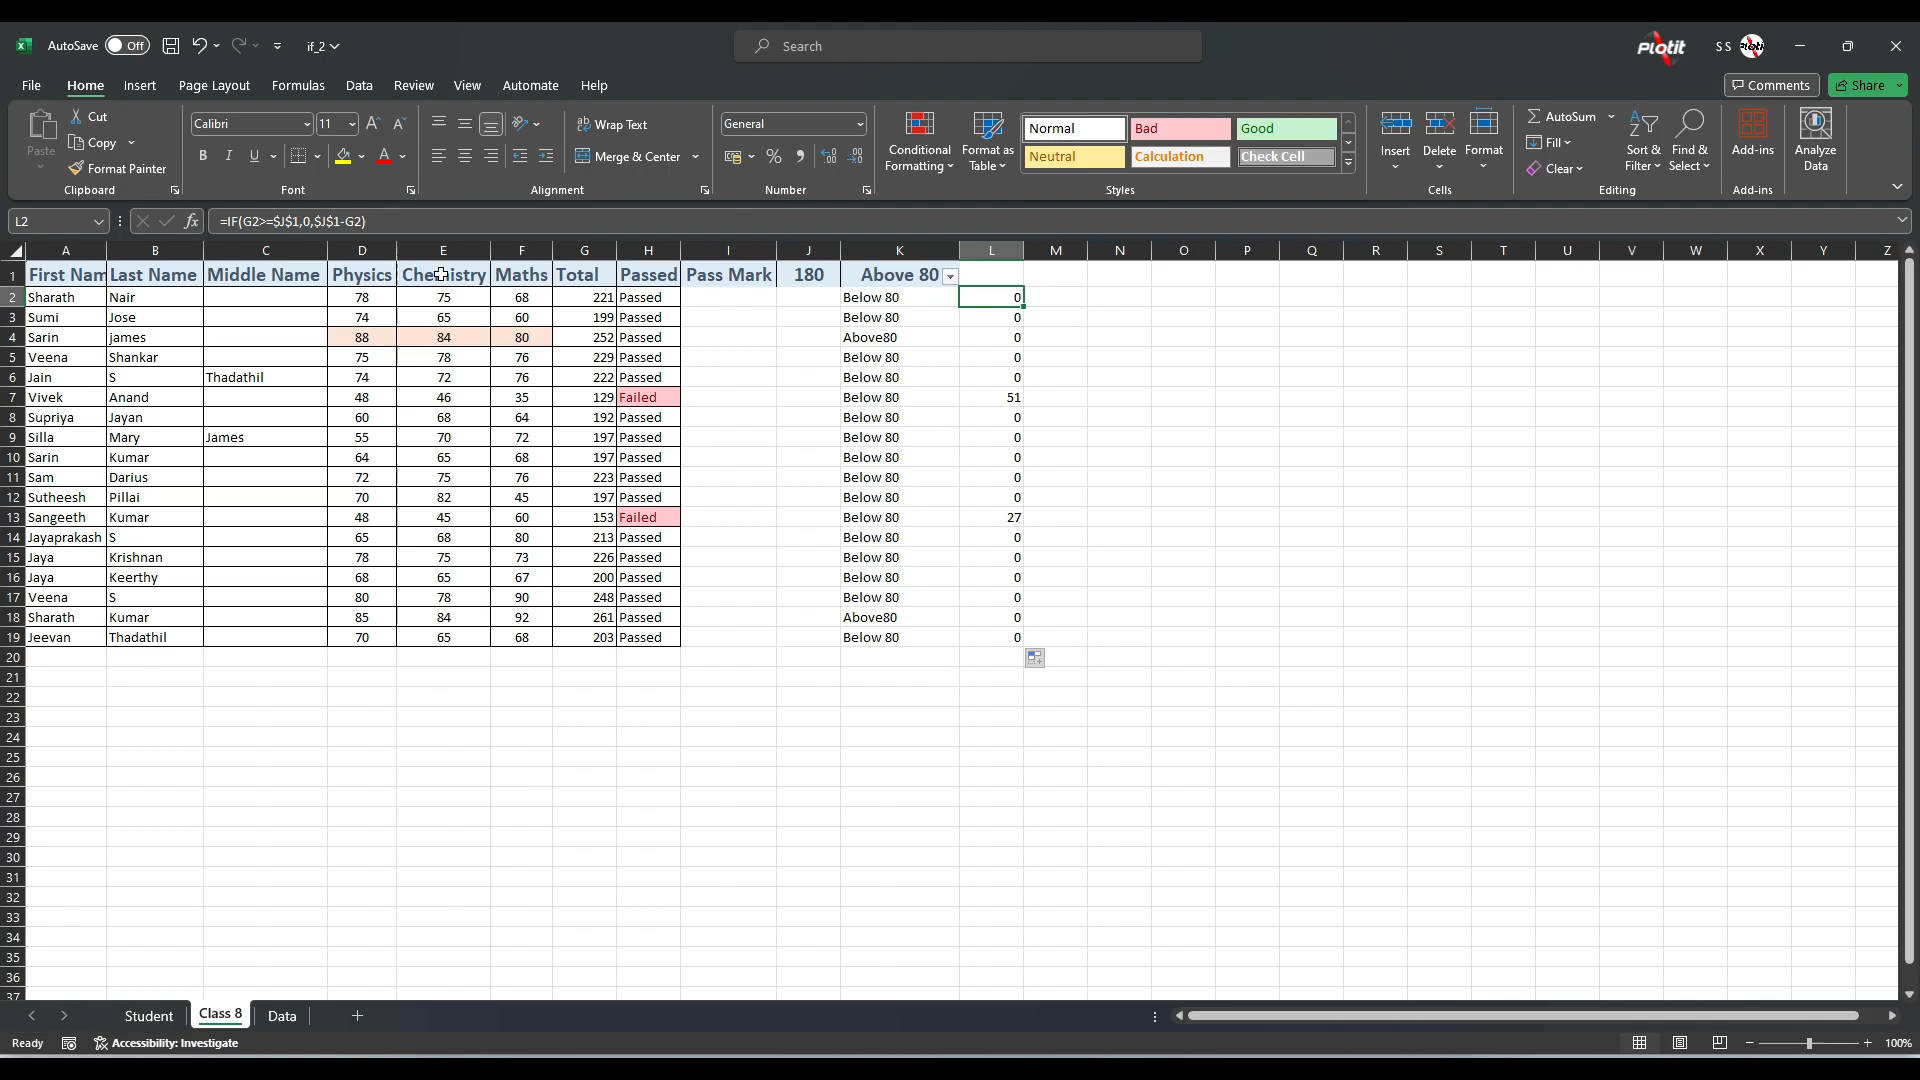 AutoSave Off if_2 Search Plotit S S Plotit
File Home Insert Page Layout Formulas Data Review View Automate Help Comments Share
Paste Cut Copy Format Painter Clipboard
Calibri 11 B I U A Font
Wrap Text Merge & Center Alignment
General % Number
Conditional Formatting Format as Table Normal Bad Good Neutral Calculation Check Cell Styles
Insert Delete Format Cells
AutoSum Fill Clear Sort & Filter Find & Select Editing
Add-ins Add-ins
Analyze Data
L2 fx =IF(G2>=$J$1,0,$J$1-G2)
A B C D E F G H I J K L M N O P Q R S T U V W X Y Z
1 First Nam Last Name Middle Name Physics Chemistry Maths Total Passed Pass Mark 180 Above 80
2 Sharath Nair 78 75 68 221 Passed Below 80 0
3 Sumi Jose 74 65 60 199 Passed Below 80 0
4 Sarin james 88 84 80 252 Passed Above80 0
5 Veena Shankar 75 78 76 229 Passed Below 80 0
6 Jain S Thadathil 74 72 76 222 Passed Below 80 0
7 Vivek Anand 48 46 35 129 Failed Below 80 51
8 Supriya Jayan 60 68 64 192 Passed Below 80 0
9 Silla Mary James 55 70 72 197 Passed Below 80 0
10 Sarin Kumar 64 65 68 197 Passed Below 80 0
11 Sam Darius 72 75 76 223 Passed Below 80 0
12 Sutheesh Pillai 70 82 45 197 Passed Below 80 0
13 Sangeeth Kumar 48 45 60 153 Failed Below 80 27
14 Jayaprakash S 65 68 80 213 Passed Below 80 0
15 Jaya Krishnan 78 75 73 226 Passed Below 80 0
16 Jaya Keerthy 68 65 67 200 Passed Below 80 0
17 Veena S 80 78 90 248 Passed Below 80 0
18 Sharath Kumar 85 84 92 261 Passed Above80 0
19 Jeevan Thadathil 70 65 68 203 Passed Below 80 0
20
21
22
23
24
25
26
27
28
29
30
31
32
33
34
35
36
37
Student Class 8 Data
Ready Accessibility: Investigate 100%